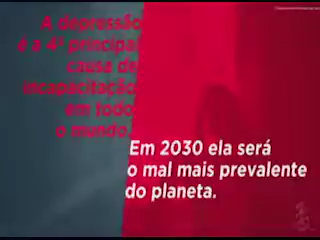 A depressão
é a 4ª principal
causa de
incapacitação
em todo
o mundo.
Em 2030 ela será
o mal mais prevalente
do planeta.